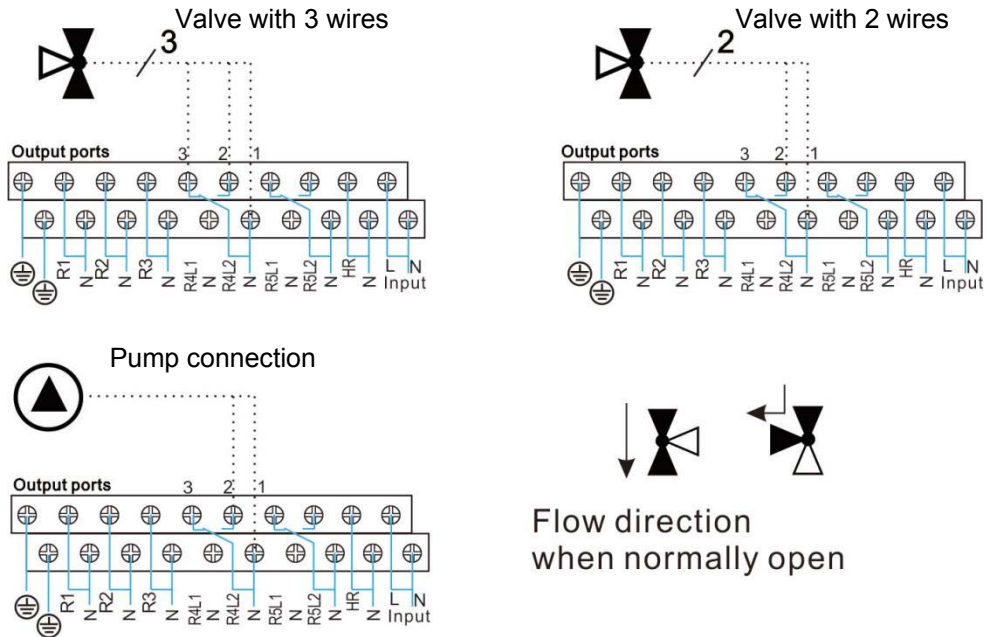 Valve with 3 wires
3
Output ports
3 2 1
R1 N R2 N R3 N R4L1 N R4L2 N R5L1 N R5L2 N HR N L N
Input
Valve with 2 wires
2
Output ports
3 2 1
R1 N R2 N R3 N R4L1 N R4L2 N R5L1 N R5L2 N HR N L N
Input
Pump connection
Output ports
3 2 1
R1 N R2 N R3 N R4L1 N R4L2 N R5L1 N R5L2 N HR N L N
Input
Flow direction
when normally open